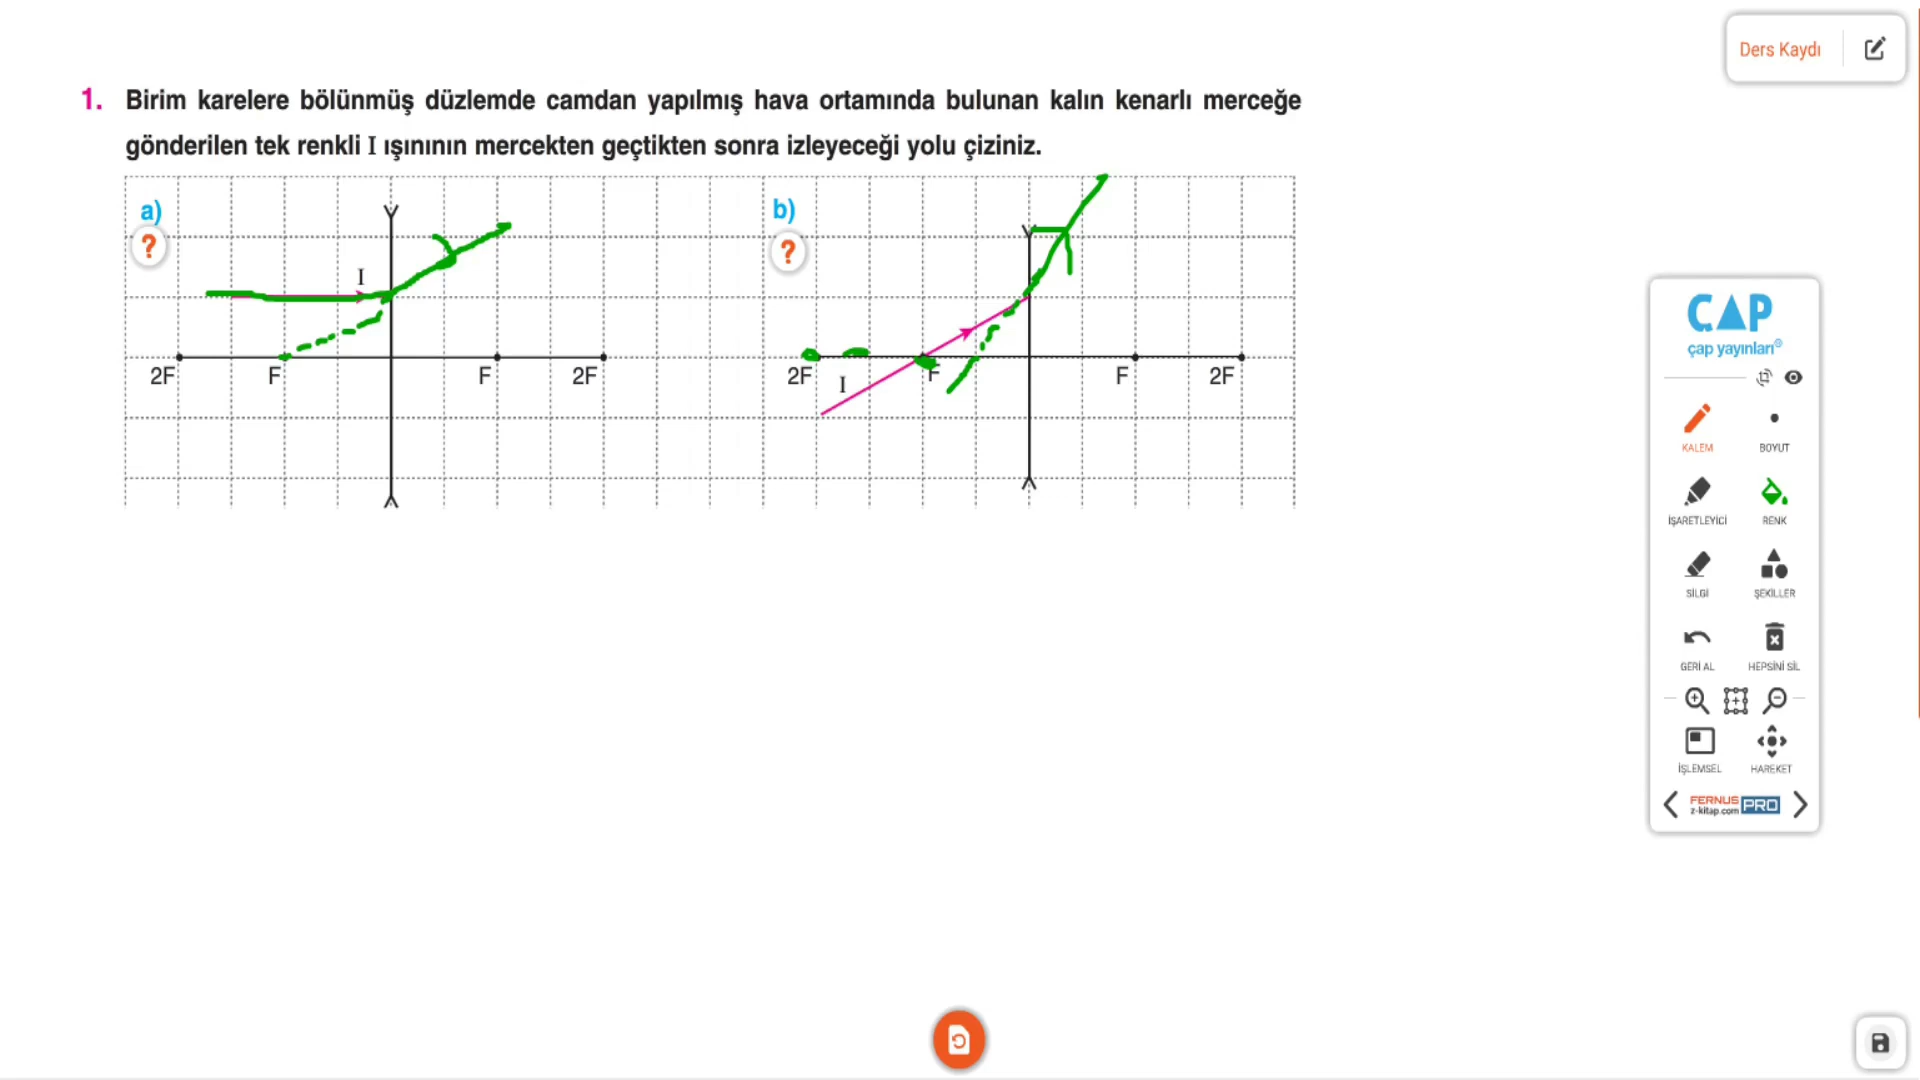 Ders Kaydı
1. Birim karelere bölünmüş düzlemde camdan yapılmış hava ortamında bulunan kalın kenarlı merceğe
gönderilen tek renkli I ışınının mercekten geçtikten sonra izleyeceği yolu çiziniz.
a)
?
I
2F F F 2F
b)
?
2F I F F 2F
ÇAP
çap yayınları
KALEM BOYUT
İŞARETLEYİCİ RENK
SİLGİ ŞEKİLLER
GERİ AL HEPSİNİ SİL
İŞLEMSEL HAREKET
FERNUS PRO
z-kitap.com